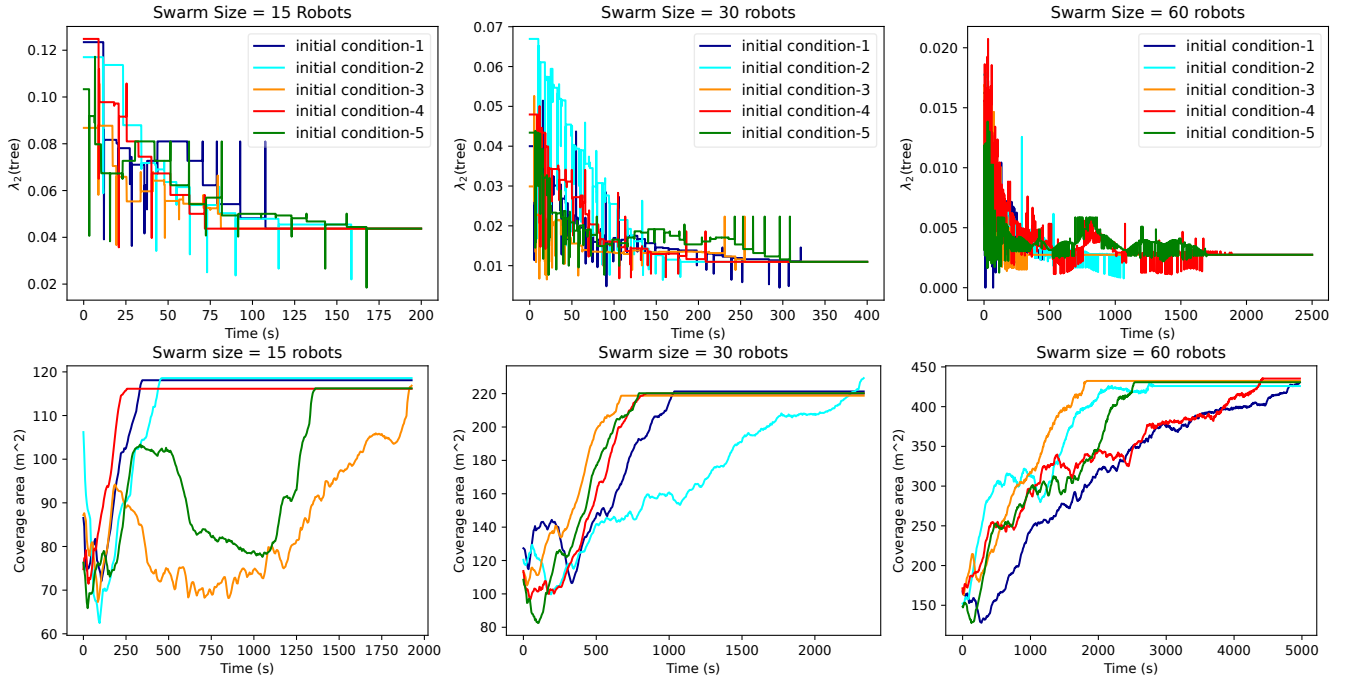 Swarm Size = 15 Robots
λ₂(tree)
0.12
0.10
0.08
0.06
0.04
0.02
initial condition-1
initial condition-2
initial condition-3
initial condition-4
initial condition-5
0 25 50 75 100 125 150 175 200
Time (s)
Swarm Size = 30 robots
λ₂(tree)
0.07
0.06
0.05
0.04
0.03
0.02
0.01
initial condition-1
initial condition-2
initial condition-3
initial condition-4
initial condition-5
0 50 100 150 200 250 300 350 400
Time (s)
Swarm Size = 60 robots
λ₂(tree)
0.020
0.015
0.010
0.005
0.000
initial condition-1
initial condition-2
initial condition-3
initial condition-4
initial condition-5
0 500 1000 1500 2000 2500
Time (s)
Swarm size = 15 robots
Coverage area (m^2)
120
110
100
90
80
70
60
0 250 500 750 1000 1250 1500 1750 2000
Time (s)
Swarm size = 30 robots
Coverage area (m^2)
220
200
180
160
140
120
100
80
0 500 1000 1500 2000
Time (s)
Swarm size = 60 robots
Coverage area (m^2)
450
400
350
300
250
200
150
0 1000 2000 3000 4000 5000
Time (s)